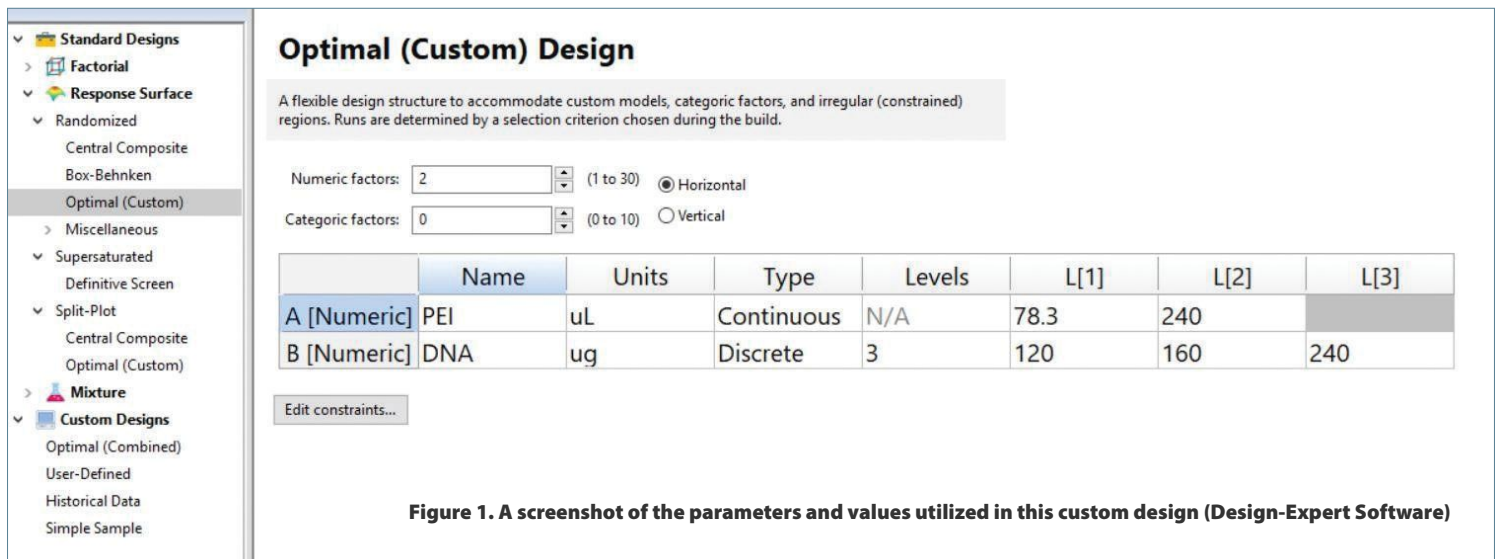 Standard Designs
Factorial
Response Surface
Randomized
Central Composite
Box-Behnken
Optimal (Custom)
Miscellaneous
Supersaturated
Definitive Screen
Split-Plot
Central Composite
Optimal (Custom)
Mixture
Custom Designs
Optimal (Combined)
User-Defined
Historical Data
Simple Sample
Optimal (Custom) Design
A flexible design structure to accommodate custom models, categoric factors, and irregular (constrained)
regions. Runs are determined by a selection criterion chosen during the build.
Numeric factors: 2 (1 to 30) Horizontal
Categoric factors: 0 (0 to 10) Vertical
Name Units Type Levels L[1] L[2] L[3]
A [Numeric] PEI uL Continuous N/A 78.3 240
B [Numeric] DNA ug Discrete 3 120 160 240
Edit constraints...
Figure 1. A screenshot of the parameters and values utilized in this custom design (Design-Expert Software)